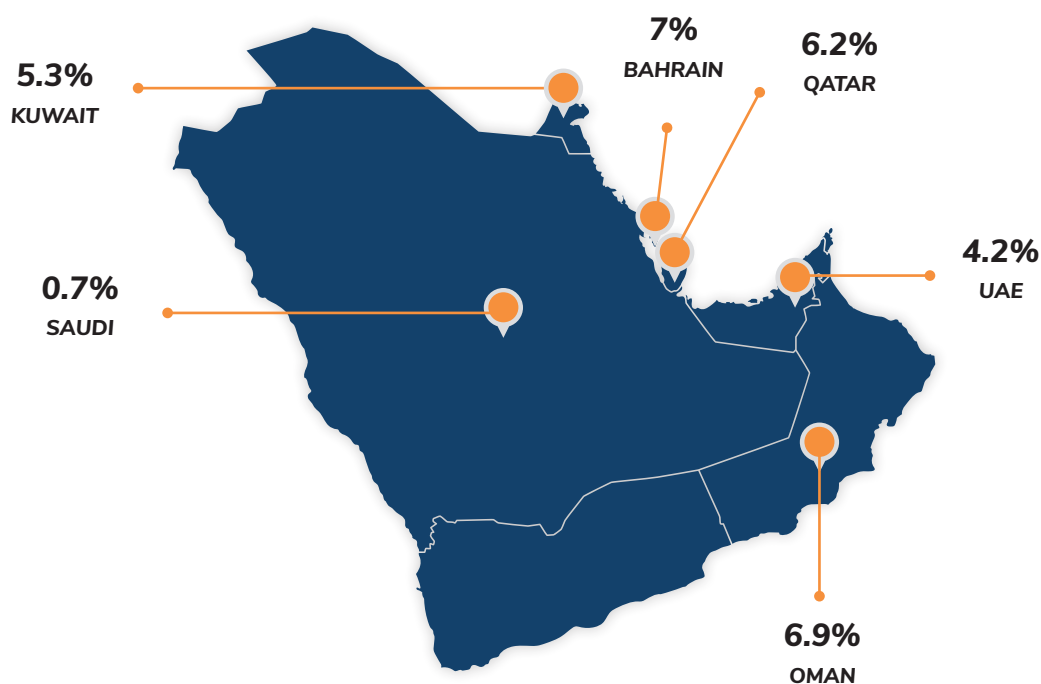 7%
BAHRAIN
6.2%
QATAR
5.3%
KUWAIT
4.2%
UAE
0.7%
SAUDI
6.9%
OMAN